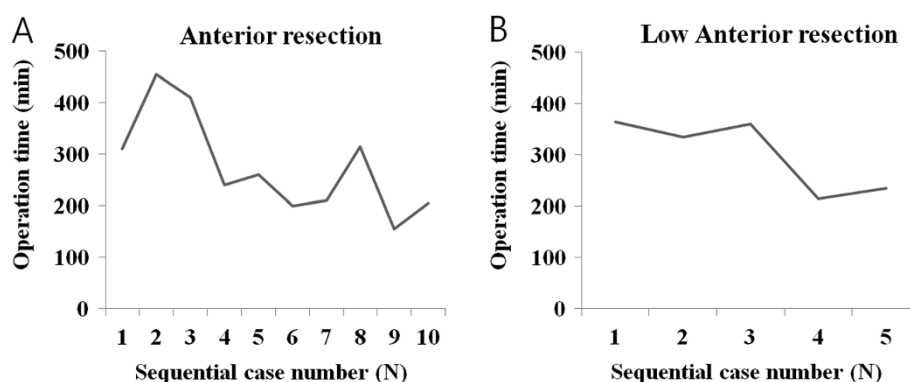 A
Anterior resection
Operation time (min)
500
400
300
200
100
0
1 2 3 4 5 6 7 8 9 10
Sequential case number (N)
B
Low Anterior resection
Operation time (min)
500
400
300
200
100
0
1 2 3 4 5
Sequential case number (N)